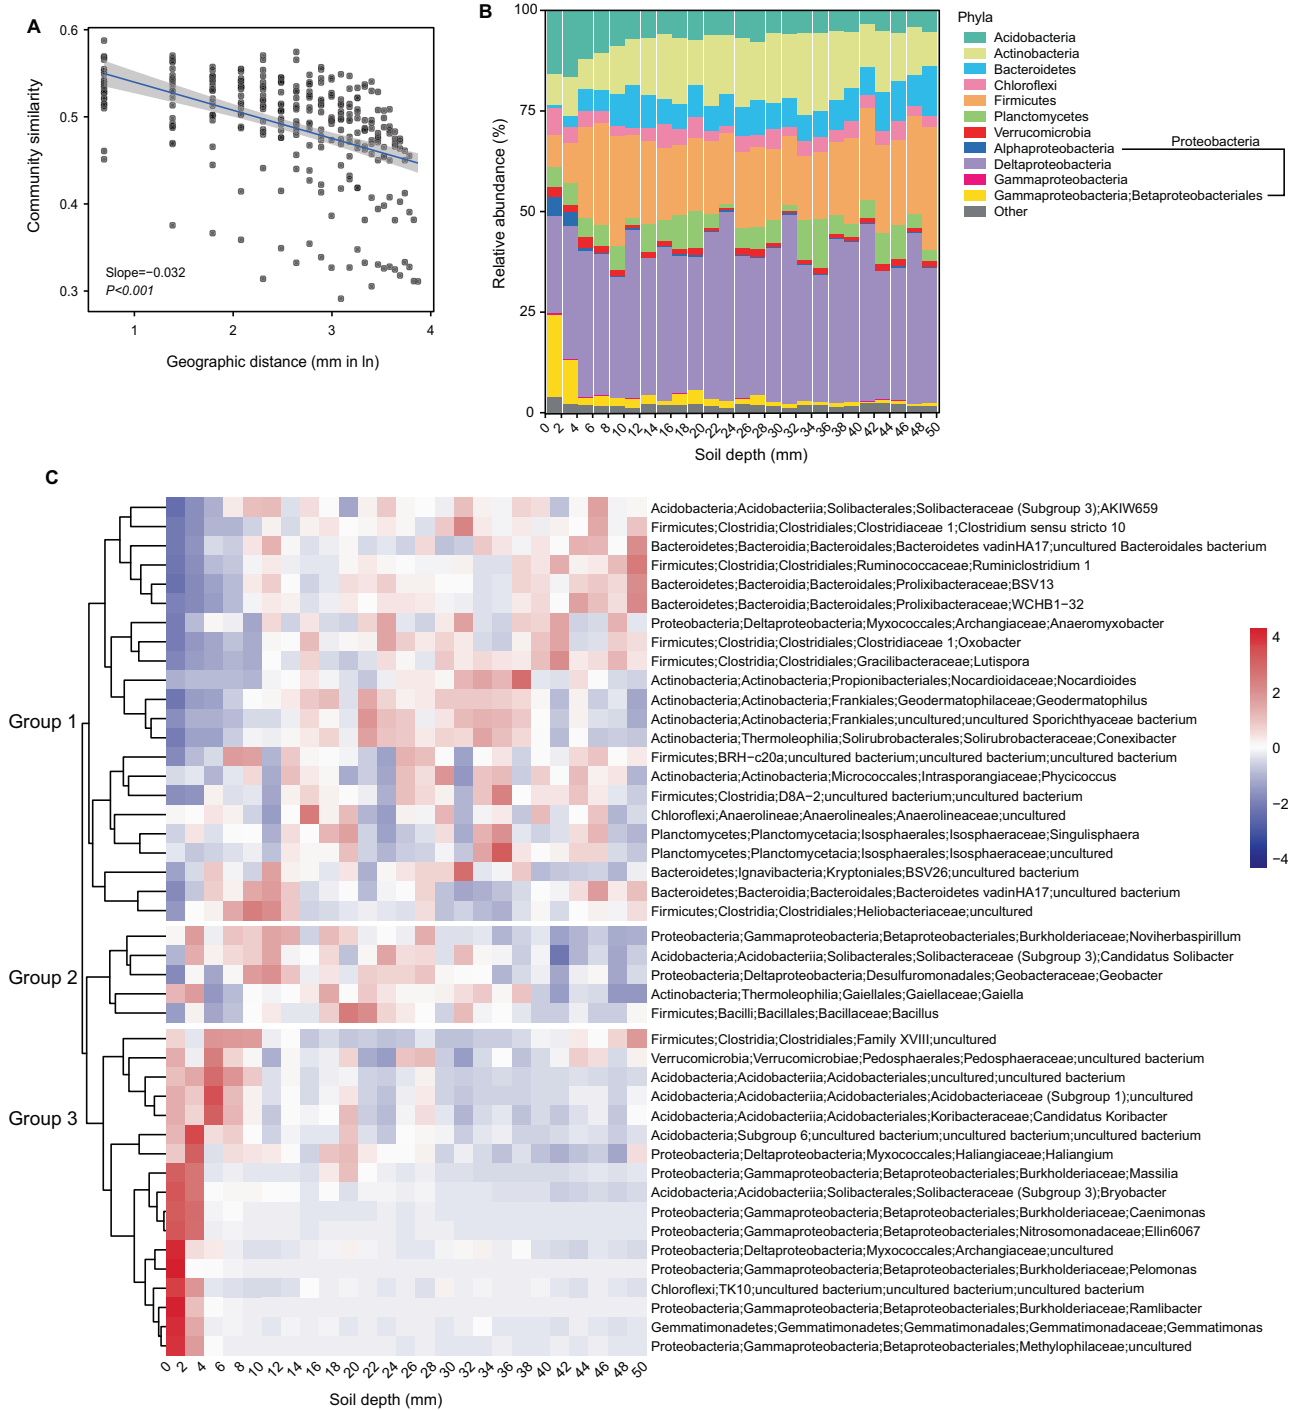 A
0.6
0.5
0.4
0.3
Community similarity
Slope=−0.032
P<0.001
1 2 3 4
Geographic distance (mm in ln)
B
100
75
50
25
0
Relative abundance (%)
0 2 4 6 8 10 12 14 16 18 20 22 24 26 28 30 32 34 36 38 40 42 44 46 48 50
Soil depth (mm)
Phyla
Acidobacteria
Actinobacteria
Bacteroidetes
Chloroflexi
Firmicutes
Planctomycetes
Verrucomicrobia
Alphaproteobacteria
Proteobacteria
Deltaproteobacteria
Gammaproteobacteria
Gammaproteobacteria;Betaproteobacteriales
Other
C
Acidobacteria;Acidobacteriia;Solibacterales;Solibacteraceae (Subgroup 3);AKIW659
Firmicutes;Clostridia;Clostridiales;Clostridiaceae 1;Clostridium sensu stricto 10
Bacteroidetes;Bacteroidia;Bacteroidales;Bacteroidetes vadinHA17;uncultured Bacteroidales bacterium
Firmicutes;Clostridia;Clostridiales;Ruminococcaceae;Ruminiclostridium 1
Bacteroidetes;Bacteroidia;Bacteroidales;Prolixibacteraceae;BSV13
Bacteroidetes;Bacteroidia;Bacteroidales;Prolixibacteraceae;WCHB1−32
Proteobacteria;Deltaproteobacteria;Myxococcales;Archangiaceae;Anaeromyxobacter
Firmicutes;Clostridia;Clostridiales;Clostridiaceae 1;Oxobacter
Firmicutes;Clostridia;Clostridiales;Gracilibacteraceae;Lutispora
Actinobacteria;Actinobacteria;Propionibacteriales;Nocardioidaceae;Nocardioides
Actinobacteria;Actinobacteria;Frankiales;Geodermatophilaceae;Geodermatophilus
Group 1
Actinobacteria;Actinobacteria;Frankiales;uncultured;uncultured Sporichthyaceae bacterium
Actinobacteria;Thermoleophilia;Solirubrobacterales;Solirubrobacteraceae;Conexibacter
Firmicutes;BRH−c20a;uncultured bacterium;uncultured bacterium;uncultured bacterium
Actinobacteria;Actinobacteria;Micrococcales;Intrasporangiaceae;Phycicoccus
Firmicutes;Clostridia;D8A−2;uncultured bacterium;uncultured bacterium
Chloroflexi;Anaerolineae;Anaerolineales;Anaerolineaceae;uncultured
Planctomycetes;Planctomycetacia;Isosphaerales;Isosphaeraceae;Singulisphaera
Planctomycetes;Planctomycetacia;Isosphaerales;Isosphaeraceae;uncultured
Bacteroidetes;Ignavibacteria;Kryptoniales;BSV26;uncultured bacterium
Bacteroidetes;Bacteroidia;Bacteroidales;Bacteroidetes vadinHA17;uncultured bacterium
Firmicutes;Clostridia;Clostridiales;Heliobacteriaceae;uncultured
Proteobacteria;Gammaproteobacteria;Betaproteobacteriales;Burkholderiaceae;Noviherbaspirillum
Acidobacteria;Acidobacteriia;Solibacterales;Solibacteraceae (Subgroup 3);Candidatus Solibacter
Group 2
Proteobacteria;Deltaproteobacteria;Desulfuromonadales;Geobacteraceae;Geobacter
Actinobacteria;Thermoleophilia;Gaiellales;Gaiellaceae;Gaiella
Firmicutes;Bacilli;Bacillales;Bacillaceae;Bacillus
Firmicutes;Clostridia;Clostridiales;Family XVIII;uncultured
Verrucomicrobia;Verrucomicrobiae;Pedosphaerales;Pedosphaeraceae;uncultured bacterium
Acidobacteria;Acidobacteriia;Acidobacteriales;uncultured;uncultured bacterium
Acidobacteria;Acidobacteriia;Acidobacteriales;Acidobacteriaceae (Subgroup 1);uncultured
Group 3
Acidobacteria;Acidobacteriia;Acidobacteriales;Koribacteraceae;Candidatus Koribacter
Acidobacteria;Subgroup 6;uncultured bacterium;uncultured bacterium;uncultured bacterium
Proteobacteria;Deltaproteobacteria;Myxococcales;Haliangiaceae;Haliangium
Proteobacteria;Gammaproteobacteria;Betaproteobacteriales;Burkholderiaceae;Massilia
Acidobacteria;Acidobacteriia;Solibacterales;Solibacteraceae (Subgroup 3);Bryobacter
Proteobacteria;Gammaproteobacteria;Betaproteobacteriales;Burkholderiaceae;Caenimonas
Proteobacteria;Gammaproteobacteria;Betaproteobacteriales;Nitrosomonadaceae;Ellin6067
Proteobacteria;Deltaproteobacteria;Myxococcales;Archangiaceae;uncultured
Proteobacteria;Gammaproteobacteria;Betaproteobacteriales;Burkholderiaceae;Pelomonas
Chloroflexi;TK10;uncultured bacterium;uncultured bacterium;uncultured bacterium
Proteobacteria;Gammaproteobacteria;Betaproteobacteriales;Burkholderiaceae;Ramlibacter
Gemmatimonadetes;Gemmatimonadetes;Gemmatimonadales;Gemmatimonadaceae;Gemmatimonas
Proteobacteria;Gammaproteobacteria;Betaproteobacteriales;Methylophilaceae;uncultured
0 2 4 6 8 10 12 14 16 18 20 22 24 26 28 30 32 34 36 38 40 42 44 46 48 50
Soil depth (mm)
4
2
0
−2
−4